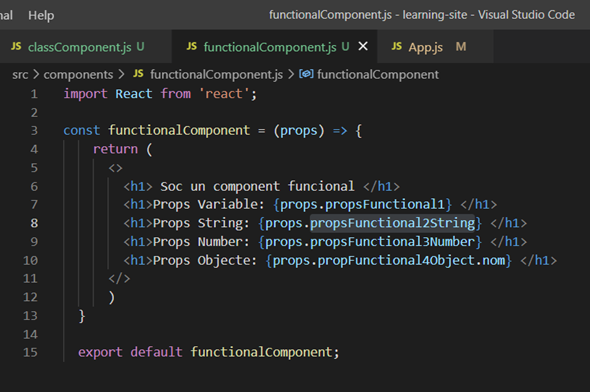 nal Help functionalComponent.js - learning-site - Visual Studio Code
JS classComponent.js U JS functionalComponent.js U × JS App.js M
src > components > JS functionalComponent.js > functionalComponent
1 import React from 'react';
2
3 const functionalComponent = (props) => {
4 return (
5 <>
6 <h1> Soc un component funcional </h1>
7 <h1>Props Variable: {props.propsFunctional1} </h1>
8 <h1>Props String: {props.propsFunctional2String} </h1>
9 <h1>Props Number: {props.propsFunctional3Number} </h1>
10 <h1>Props Objecte: {props.propFunctional4Object.nom} </h1>
11 </>
12 )
13 }
14
15 export default functionalComponent;